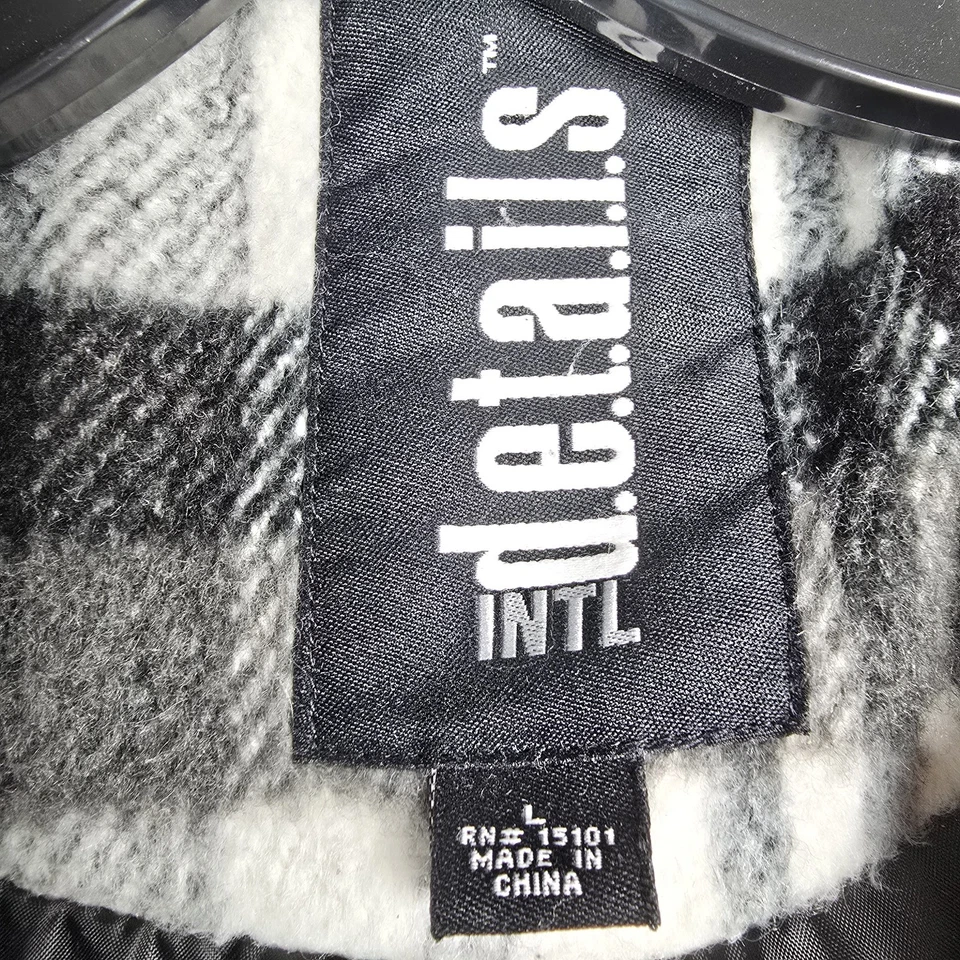 d.e.t.a.i.l.s™
INTL
L
RN# 15101
MADE IN
CHINA